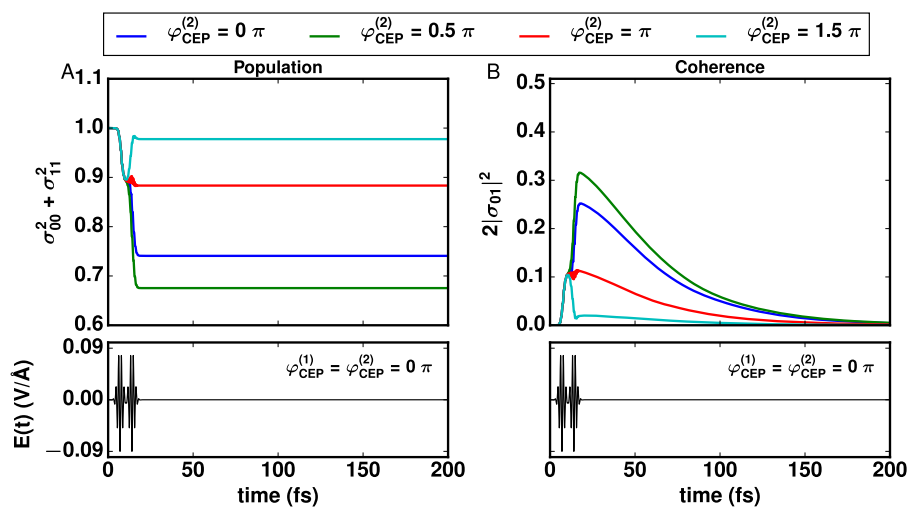 φ_CEP^(2) = 0 π φ_CEP^(2) = 0.5 π φ_CEP^(2) = π φ_CEP^(2) = 1.5 π
A Population B Coherence
1.1 0.5
1.0 0.4
0.9 0.3
0.8 0.2
0.7 0.1
0.6 0.0
σ_00^2 + σ_11^2 2|σ_01|^2
0.09
0.00
−0.09
E(t) (V/Å)
φ_CEP^(1) = φ_CEP^(2) = 0 π φ_CEP^(1) = φ_CEP^(2) = 0 π
0 50 100 150 200 0 50 100 150 200
time (fs) time (fs)